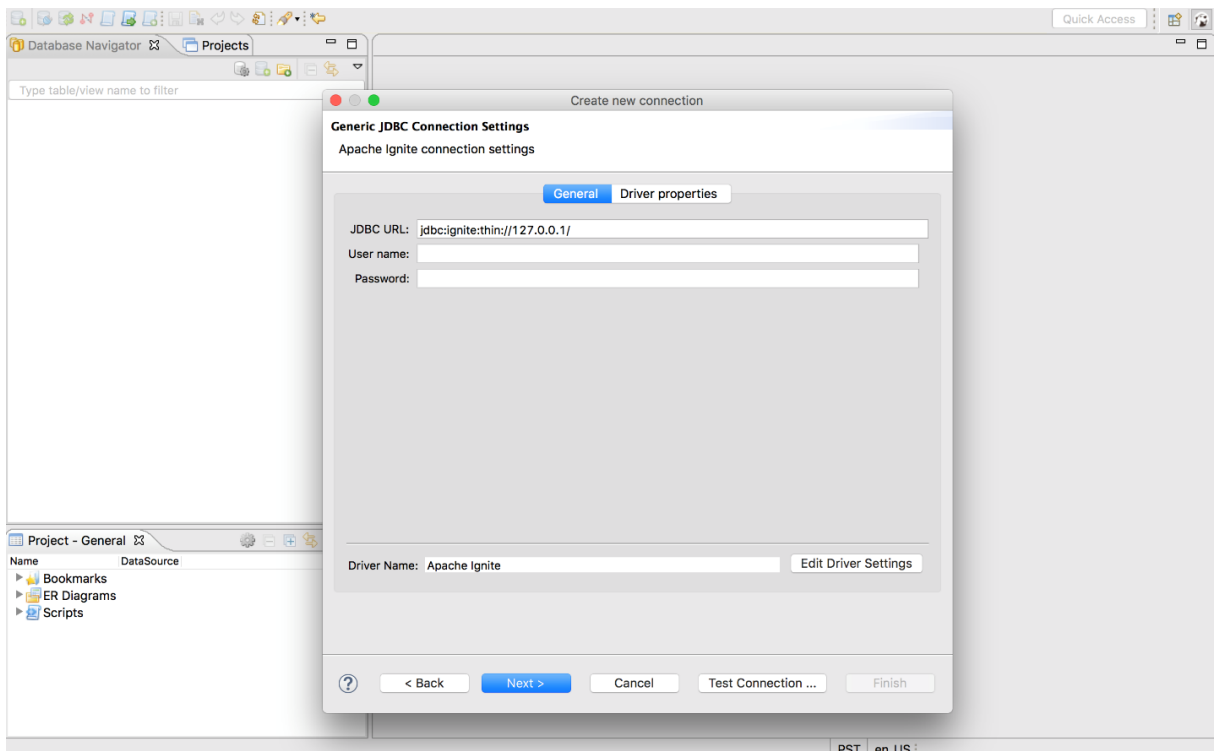 Quick Access
Database Navigator Projects
Type table/view name to filter
Create new connection
Generic JDBC Connection Settings
Apache Ignite connection settings
General Driver properties
JDBC URL: jdbc:ignite:thin://127.0.0.1/
User name:
Password:
Driver Name: Apache Ignite Edit Driver Settings
? < Back Next > Cancel Test Connection ... Finish
Project - General
Name DataSource
Bookmarks
ER Diagrams
Scripts
PST en_US